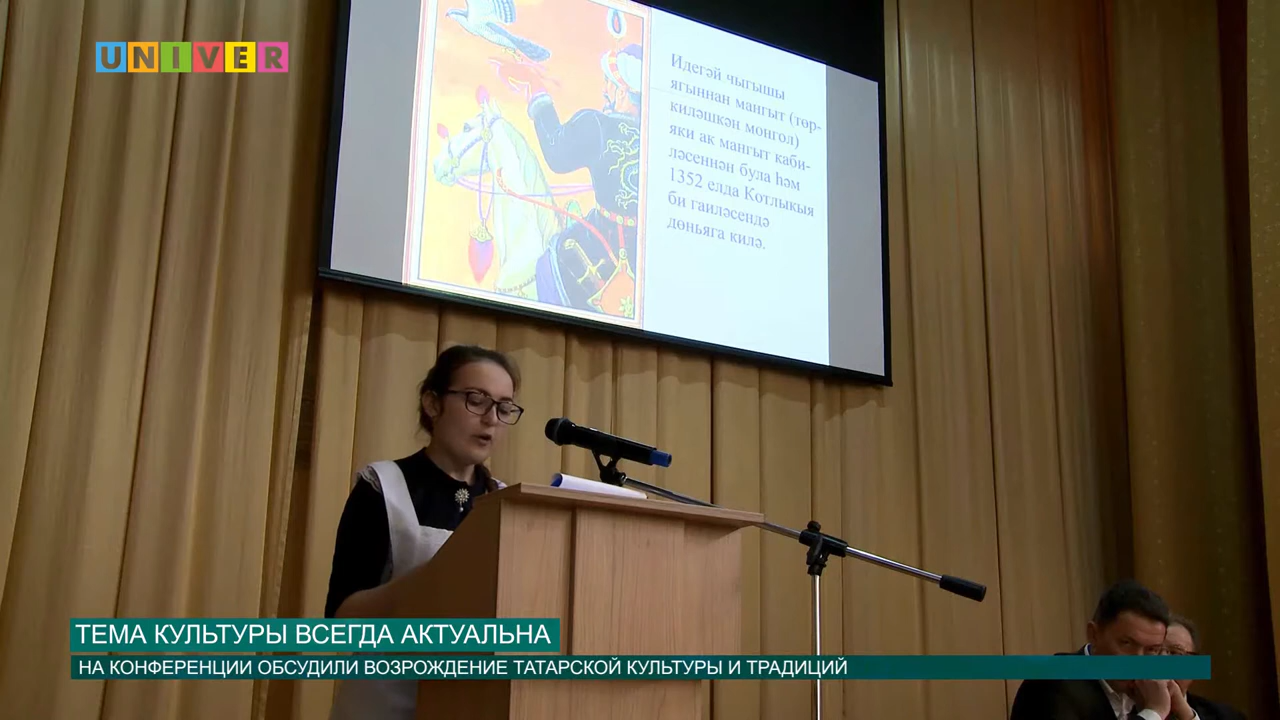 UNIVER
Идегәй чыгышы
ягыннан мангыт (төр-
киләшкән монгол)
яки ак мангыт каби-
ләсеннән була һәм
1352 елда Котлыкыя
би гаиләсендә
дөньяга килә.
ТЕМА КУЛЬТУРЫ ВСЕГДА АКТУАЛЬНА
НА КОНФЕРЕНЦИИ ОБСУДИЛИ ВОЗРОЖДЕНИЕ ТАТАРСКОЙ КУЛЬТУРЫ И ТРАДИЦИЙ